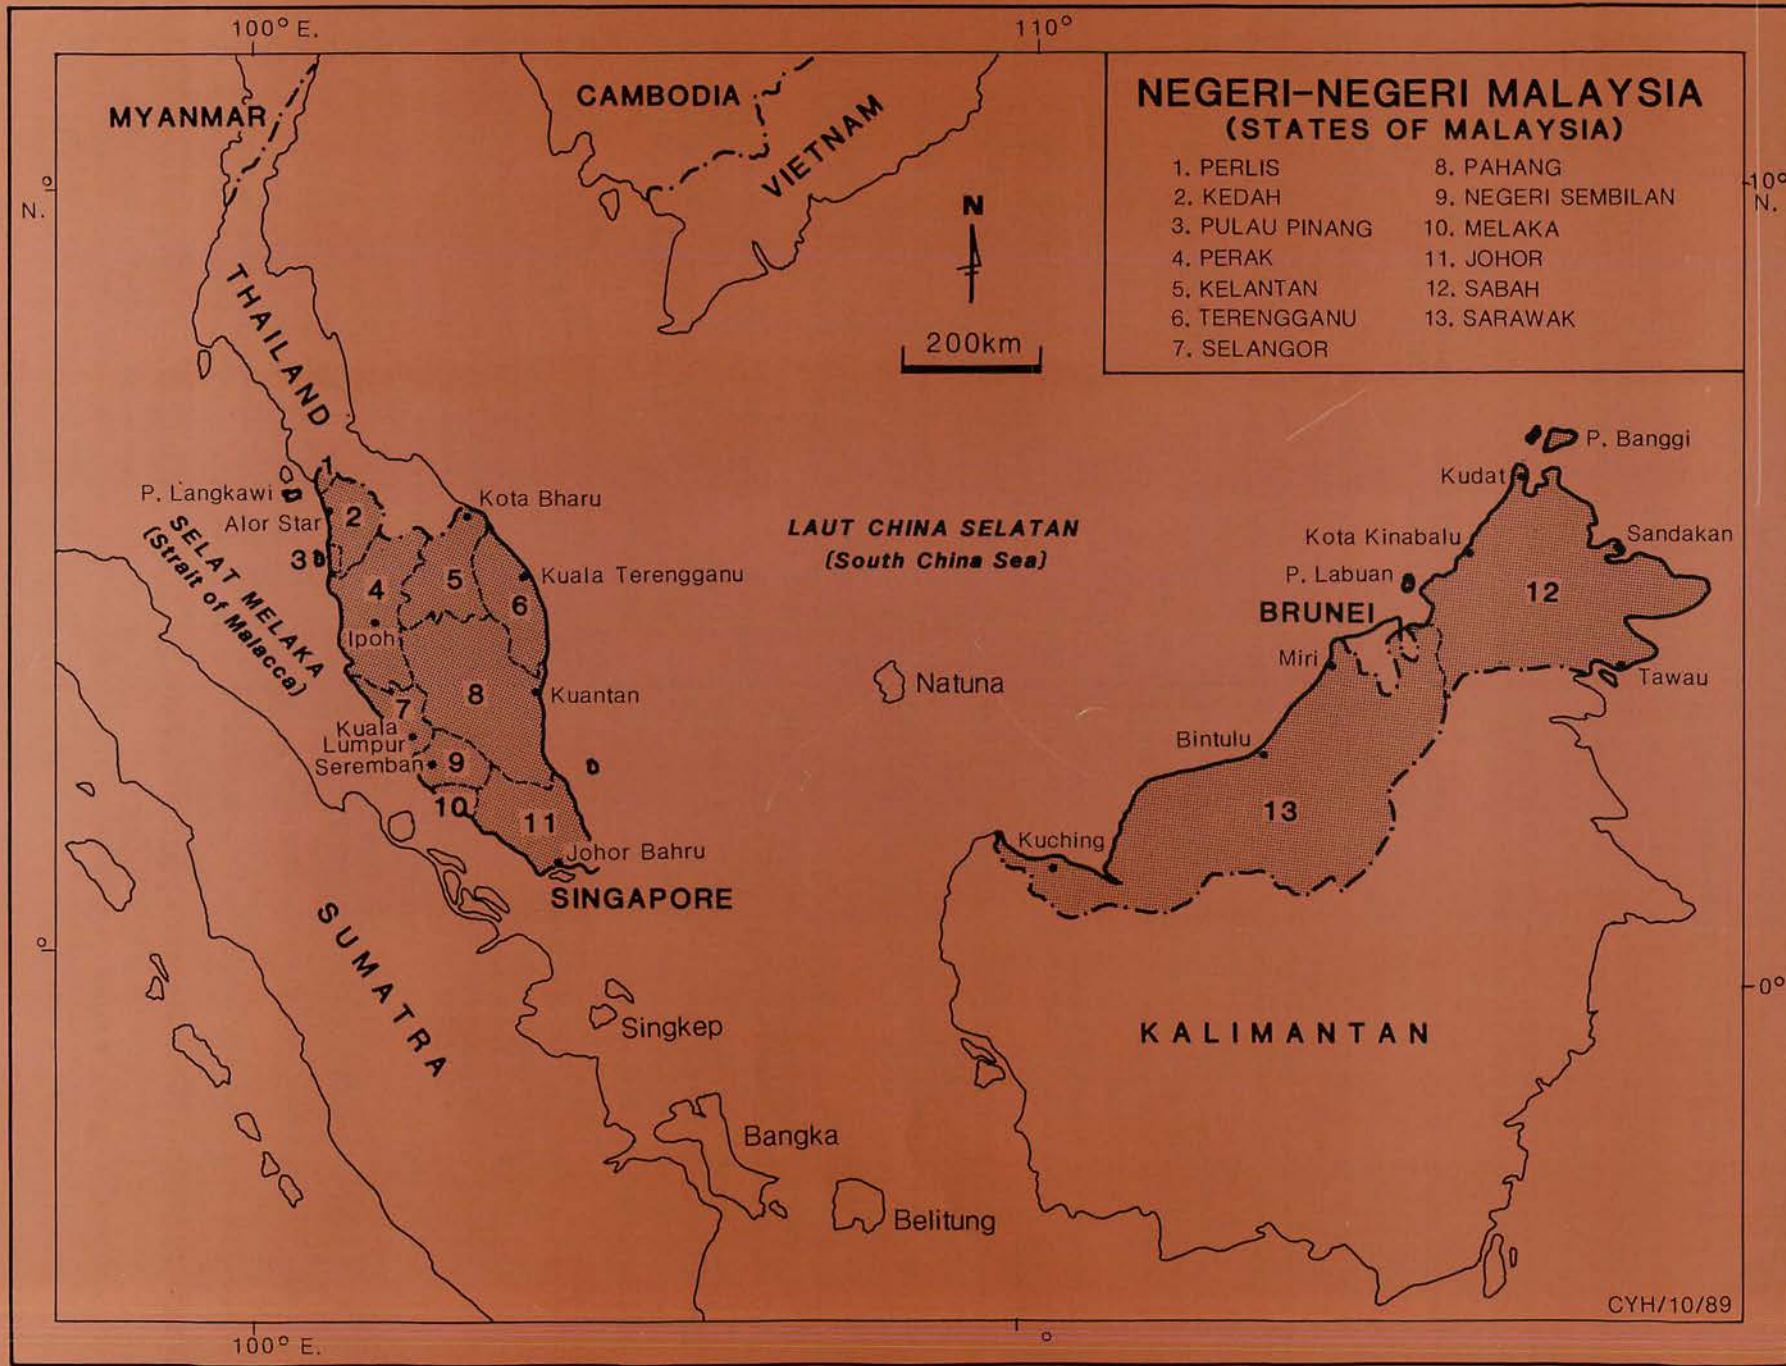 100° E.
110°
NEGERI-NEGERI MALAYSIA
(STATES OF MALAYSIA)
1. PERLIS
2. KEDAH
3. PULAU PINANG
4. PERAK
5. KELANTAN
6. TERENGGANU
7. SELANGOR
8. PAHANG
9. NEGERI SEMBILAN
10. MELAKA
11. JOHOR
12. SABAH
13. SARAWAK
MYANMAR
CAMBODIA
VIETNAM
°
N.
10°
N.
N
200km
THAILAND
P. Banggi
Kudat
1
P. Langkawi
Kota Bharu
Alor Star
2
SELAT MELAKA
(Strait of Malacca)
LAUT CHINA SELATAN
(South China Sea)
Kota Kinabalu
Sandakan
3
4
5
Kuala Terengganu
6
P. Labuan
12
BRUNEI
Ipoh
Miri
Tawau
Natuna
8
Kuantan
7
Kuala
Lumpur
Seremban
9
Bintulu
10
11
13
Johor Bahru
Kuching
SINGAPORE
SUMATRA
°
0°
Singkep
KALIMANTAN
Bangka
Belitung
CYH/10/89
100° E.
°